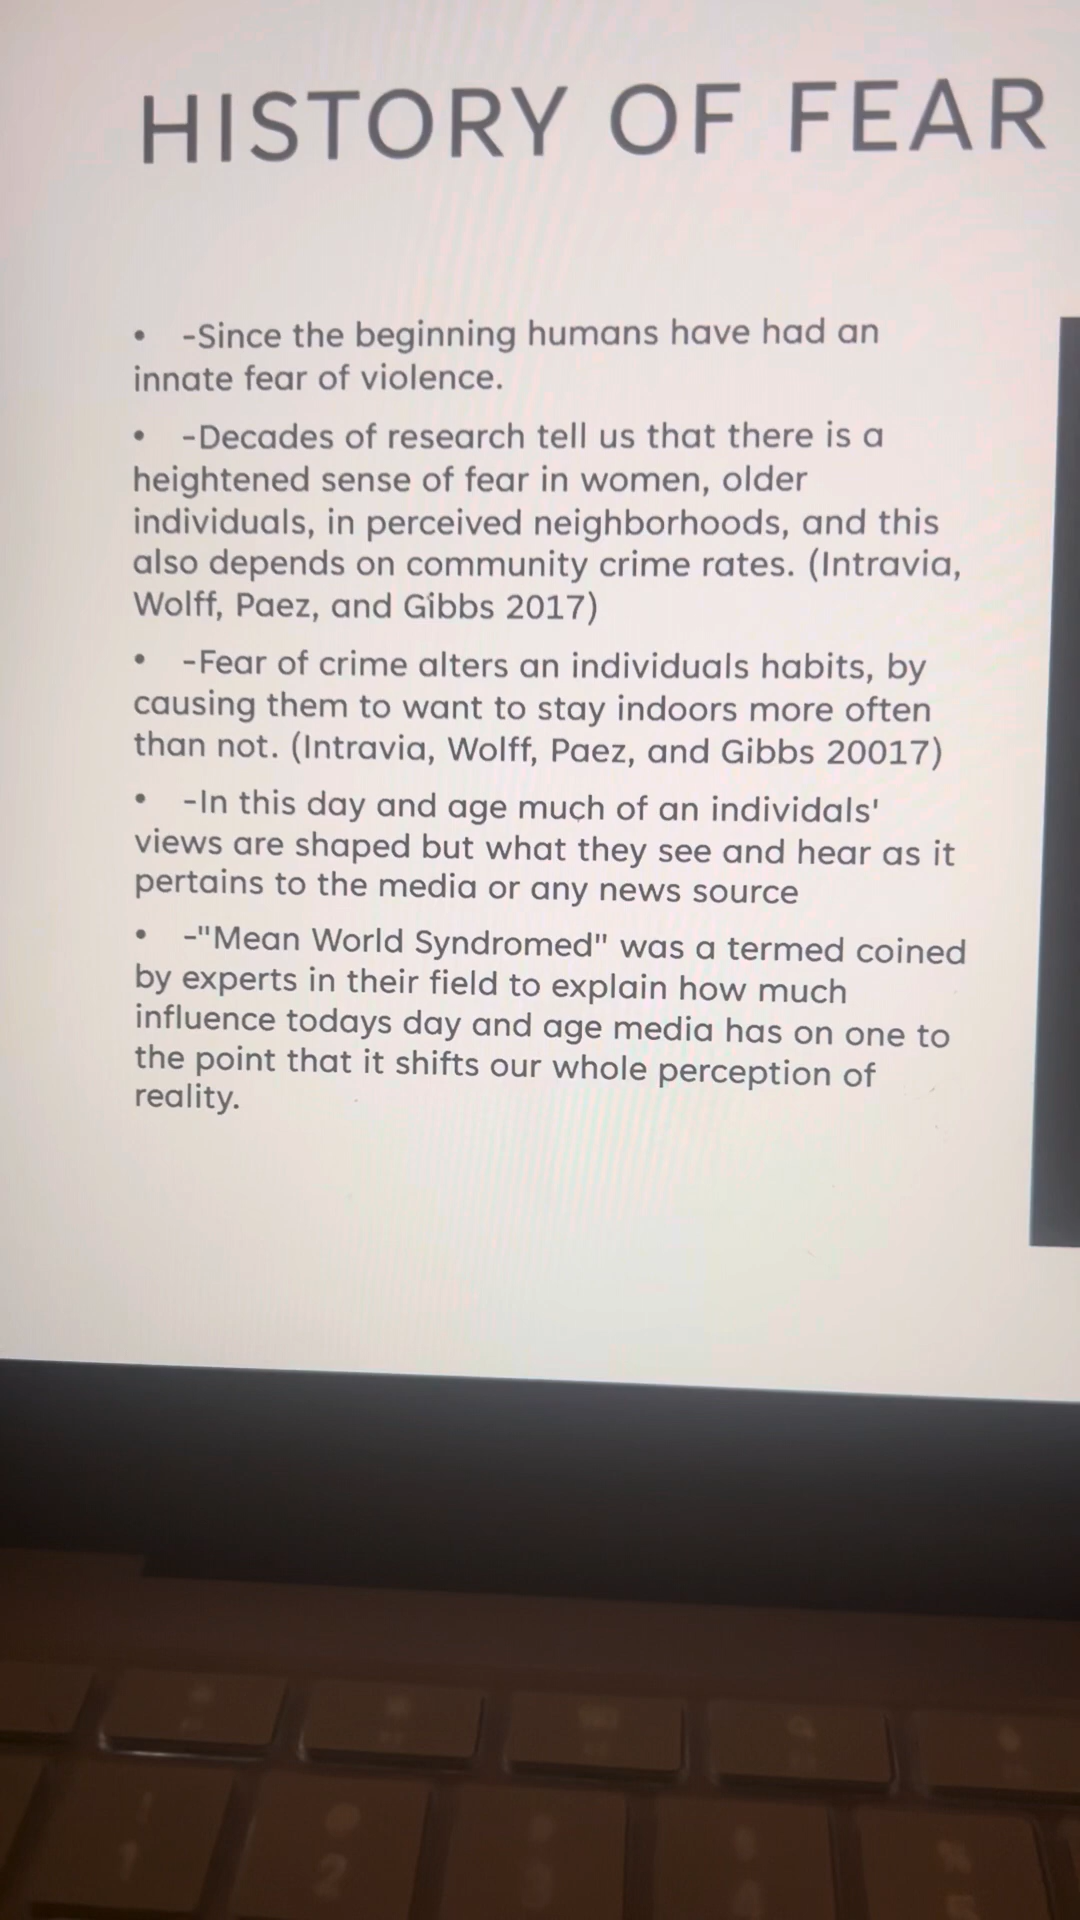 HISTORY OF FEAR
• -Since the beginning humans have had an
innate fear of violence.
• -Decades of research tell us that there is a
heightened sense of fear in women, older
individuals, in perceived neighborhoods, and this
also depends on community crime rates. (Intravia,
Wolff, Paez, and Gibbs 2017)
• -Fear of crime alters an individuals habits, by
causing them to want to stay indoors more often
than not. (Intravia, Wolff, Paez, and Gibbs 20017)
• -In this day and age much of an individals'
views are shaped but what they see and hear as it
pertains to the media or any news source
• -"Mean World Syndromed" was a termed coined
by experts in their field to explain how much
influence todays day and age media has on one to
the point that it shifts our whole perception of
reality.
1 2 3 4 5